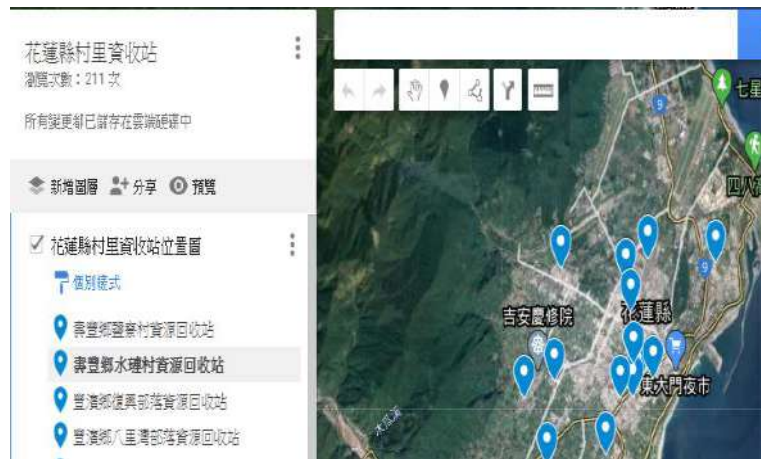 花蓮縣村里資收站
瀏覽次數：211 次
所有變更都已儲存在雲端硬碟中
新增圖層 分享 預覽
花蓮縣村里資收站位置圖
個別樣式
壽豐鄉鹽寮村資源回收站
壽豐鄉水璉村資源回收站
豐濱鄉復興部落資源回收站
豐濱鄉八里灣部落資源回收站
七星
9
四八
9
吉安慶修院
花蓮縣
東大門夜市
木瓜溪